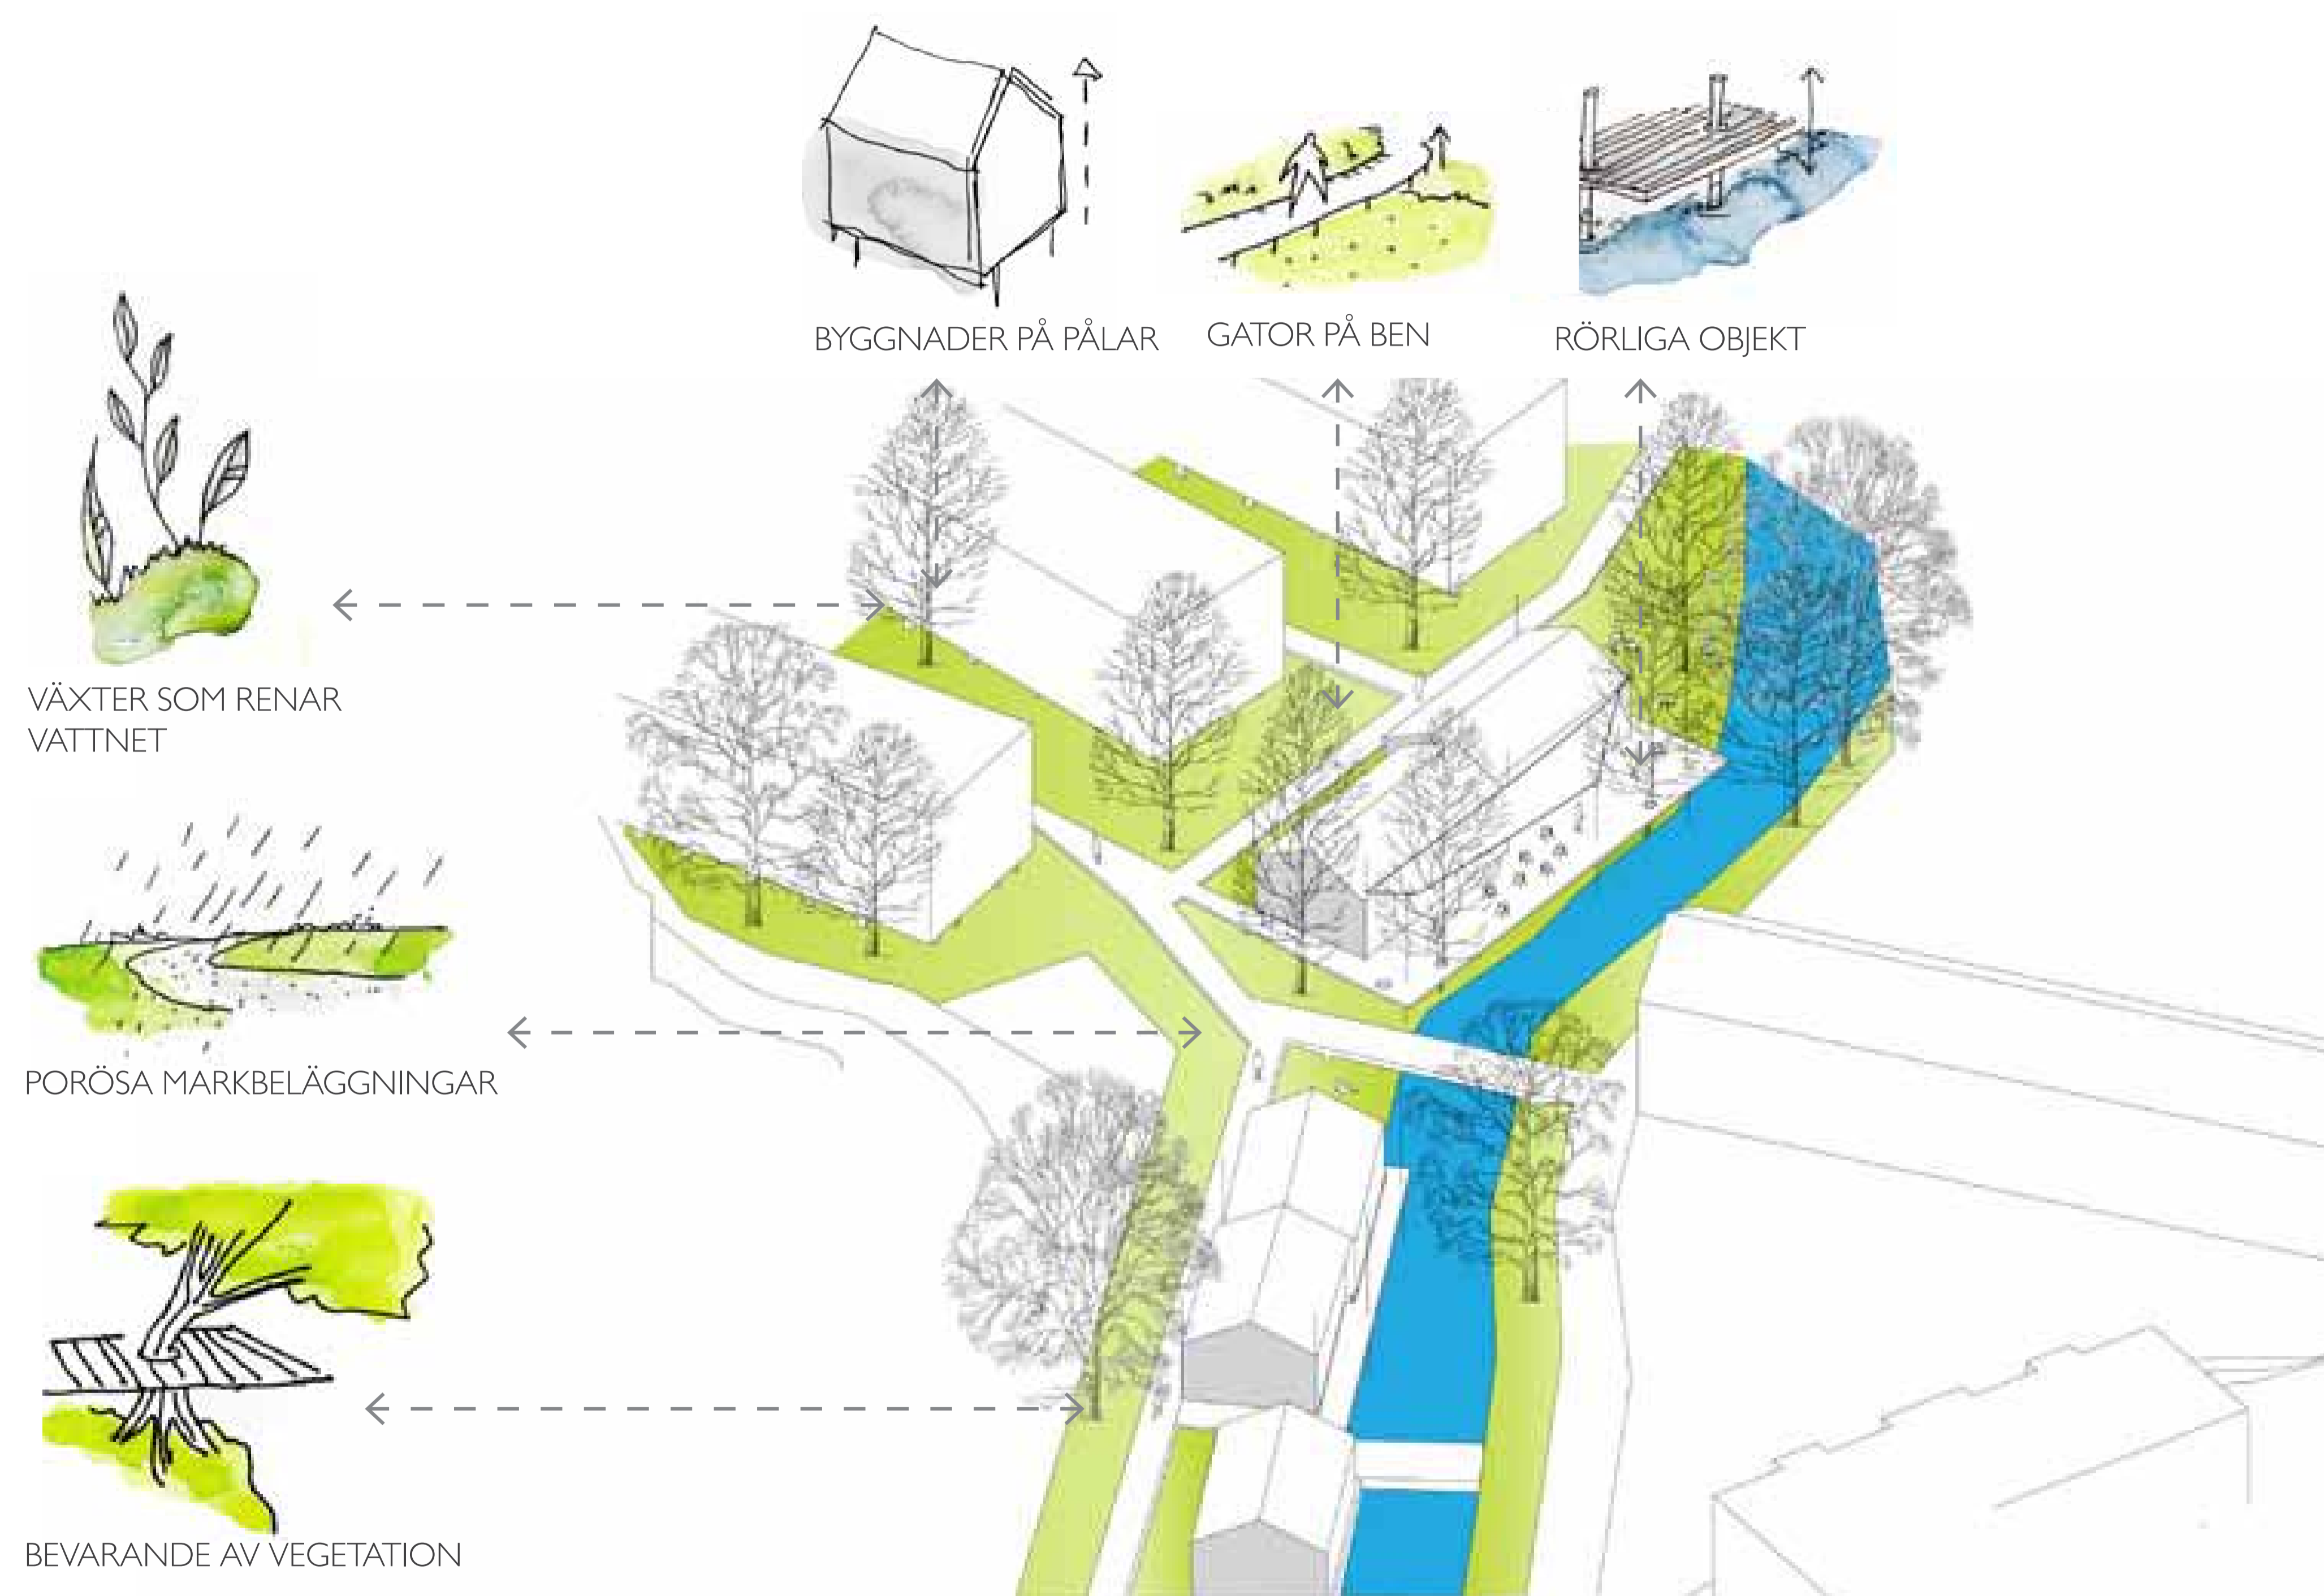 BYGGNADER PÅ PÅLAR
GATOR PÅ BEN
RÖRLIGA OBJEKT
VÄXTER SOM RENAR
VATTNET
PORÖSA MARKBELÄGGNINGAR
BEVARANDE AV VEGETATION